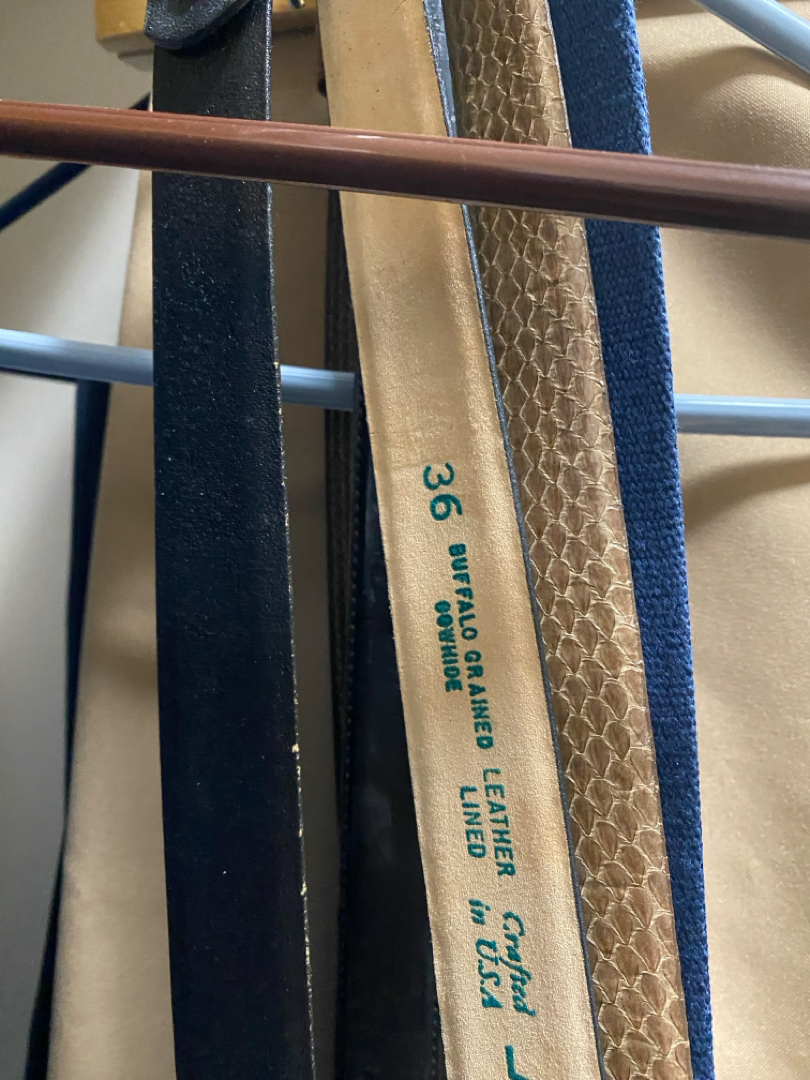 36
BUFFALO GRAINED LEATHER
COWHIDE LINED
Crafted
in U.S.A